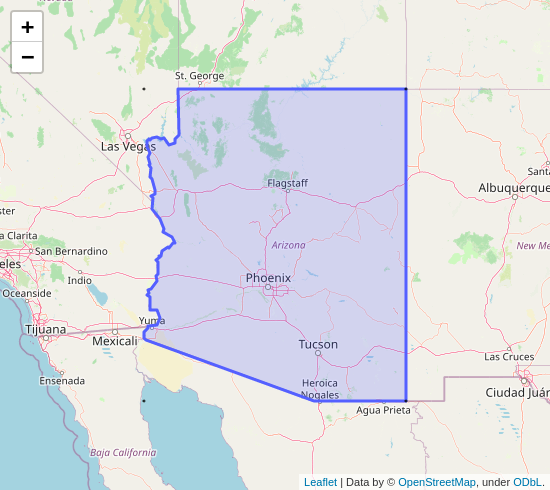 Nevada
+
−
St. George
Las Vegas
Flagstaff
Santa
Albuquerque
ster
a Clarita
San Bernardino
eles
Indio
Oceanside
Arizona
New Me
Phoenix
Yuma
Tijuana
Mexicali
Tucson
Las Cruces
Ensenada
Heroica
Nogales
Ciudad Juár
Agua Prieta
Baja California
Leaflet | Data by © OpenStreetMap, under ODbL.